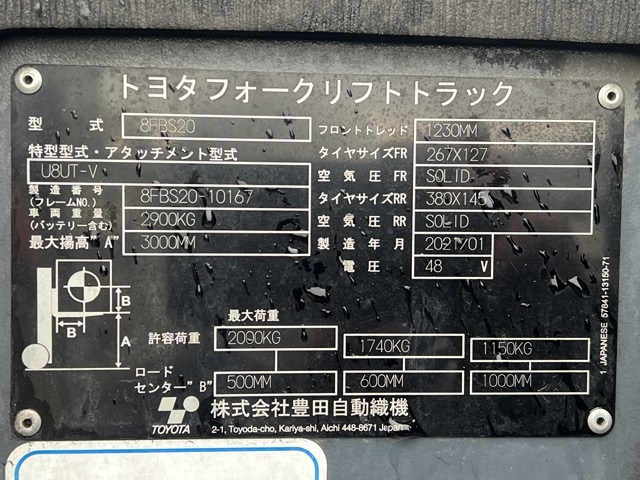 トヨタフォークリフトトラック
型 式 8FBS20 フロントトレッド 1230MM
特型型式・アタッチメント型式 タイヤサイズFR 267X127
U8UT-V 空 気 圧 FR SOLID
製 造 番 号
(フレームNO.) 8FBS20-10167 タイヤサイズRR 380X145
車 両 重 量
(バッテリー含む) 2900KG 空 気 圧 RR SOLID
最大揚高"A" 3000MM 製 造 年 月 2021/01
電 圧 48 V
B
B
A
最大荷重
許容荷重 2000KG 1740KG 1150KG
ロード
センター"B" 500MM 600MM 1000MM
TOYOTA 株式会社豊田自動織機
2-1, Toyoda-cho, Kariya-shi, Aichi 448-8671 Japan
1 JAPANESE 57841-13150-71